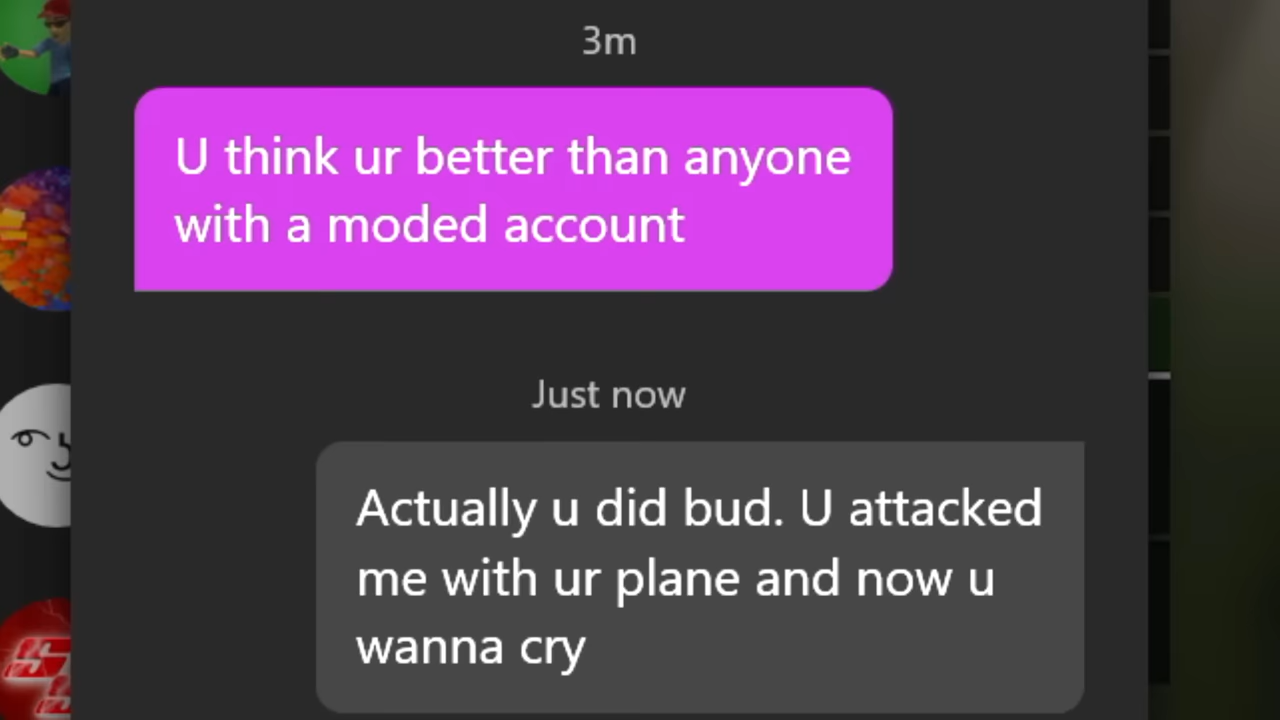 3m
U think ur better than anyone
with a moded account
Just now
Actually u did bud. U attacked
me with ur plane and now u
wanna cry